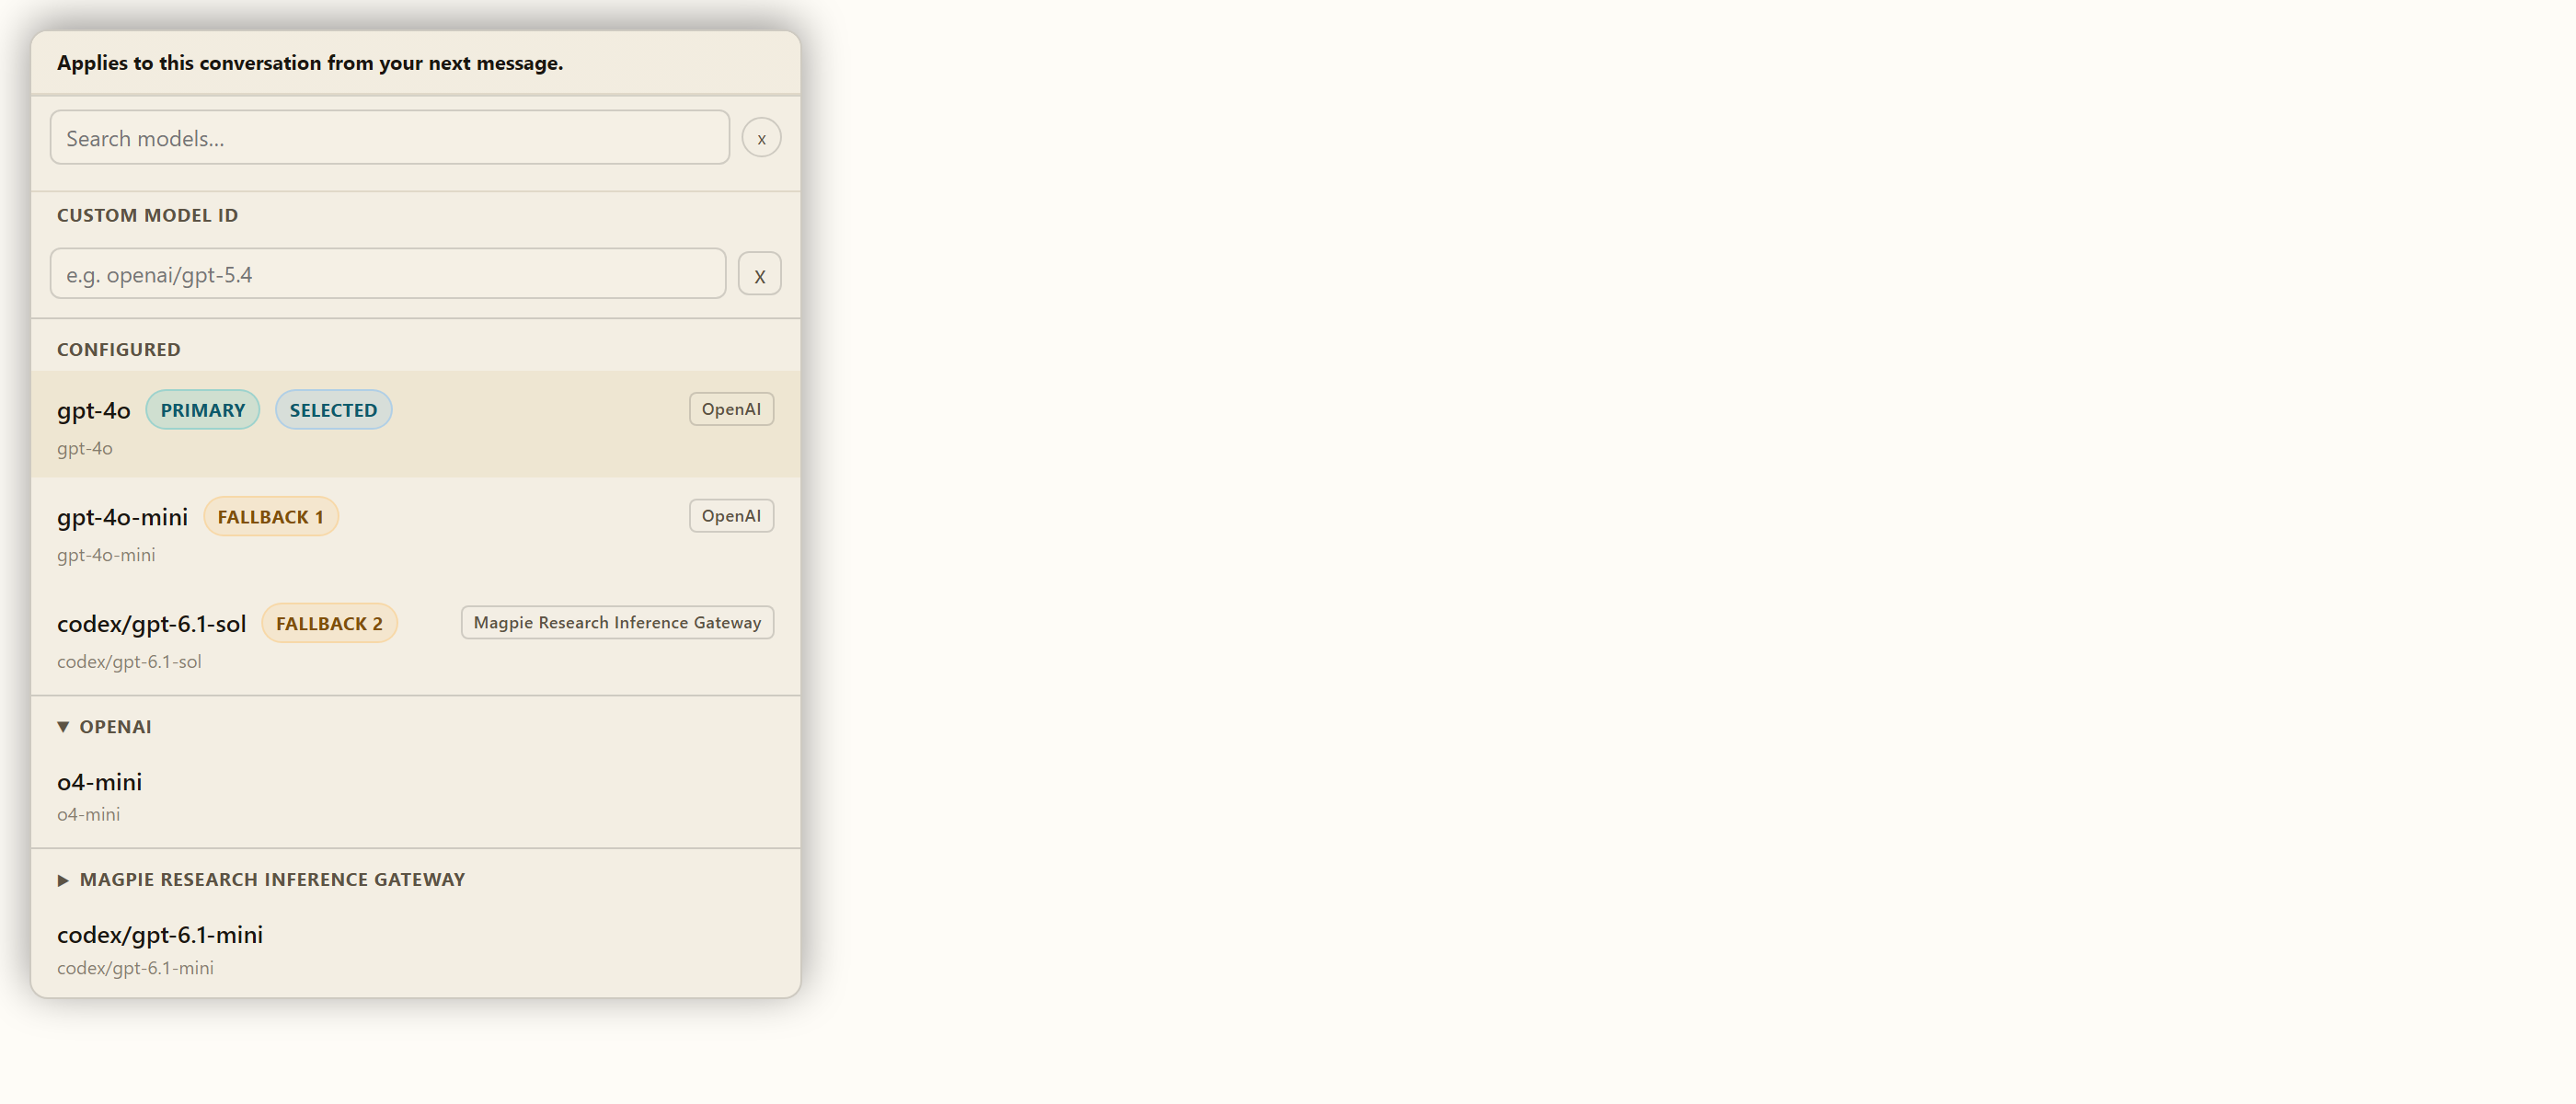 Applies to this conversation from your next message.
Search models...
x
CUSTOM MODEL ID
e.g. openai/gpt-5.4
x
CONFIGURED
gpt-4o PRIMARY SELECTED OpenAI
gpt-4o
gpt-4o-mini FALLBACK 1 OpenAI
gpt-4o-mini
codex/gpt-6.1-sol FALLBACK 2 Magpie Research Inference Gateway
codex/gpt-6.1-sol
▼ OPENAI
o4-mini
o4-mini
▶ MAGPIE RESEARCH INFERENCE GATEWAY
codex/gpt-6.1-mini
codex/gpt-6.1-mini